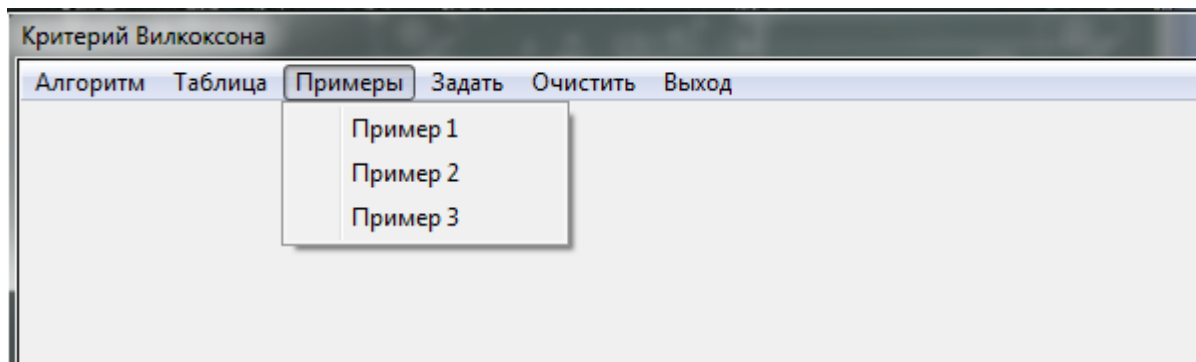 Критерий Вилкоксона
Алгоритм Таблица Примеры Задать Очистить Выход
Пример 1
Пример 2
Пример 3